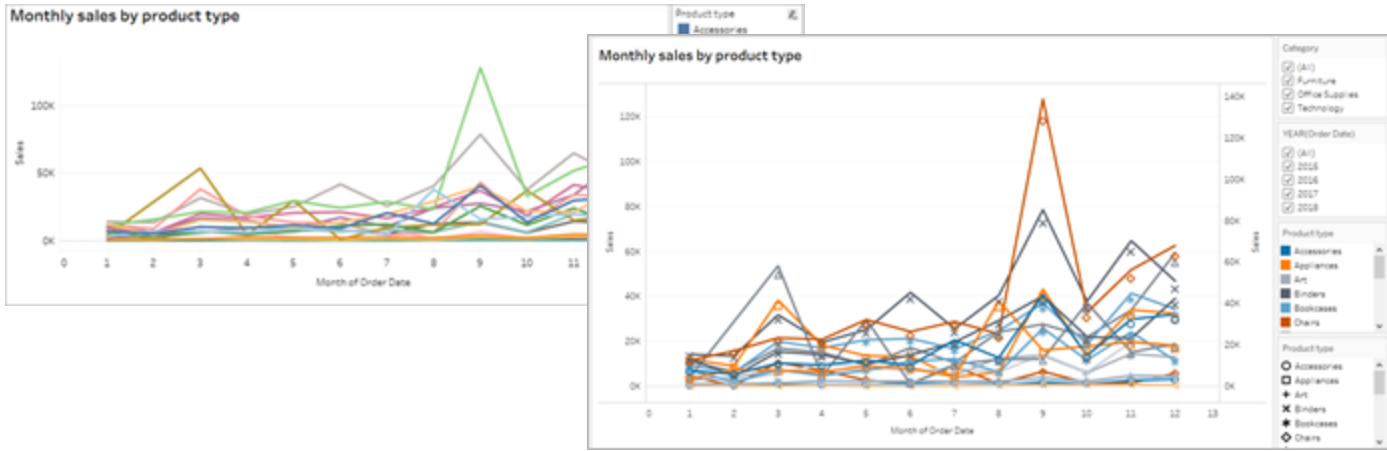 Monthly sales by product type
Product type
Accessories
100K
50K
0K
Sales
0 1 2 3 4 5 6 7 8 9 10 11
Month of Order Date
Monthly sales by product type
120K
100K
80K
60K
40K
20K
0K
Sales
140K
120K
100K
80K
60K
40K
20K
0K
Sales
0 1 2 3 4 5 6 7 8 9 10 11 12 13
Month of Order Date
Category
(All)
Furniture
Office Supplies
Technology
YEAR(Order Date)
(All)
2015
2016
2017
2018
Product type
Accessories
Appliances
Art
Binders
Bookcases
Chairs
Product type
Accessories
Appliances
Art
Binders
Bookcases
Chairs